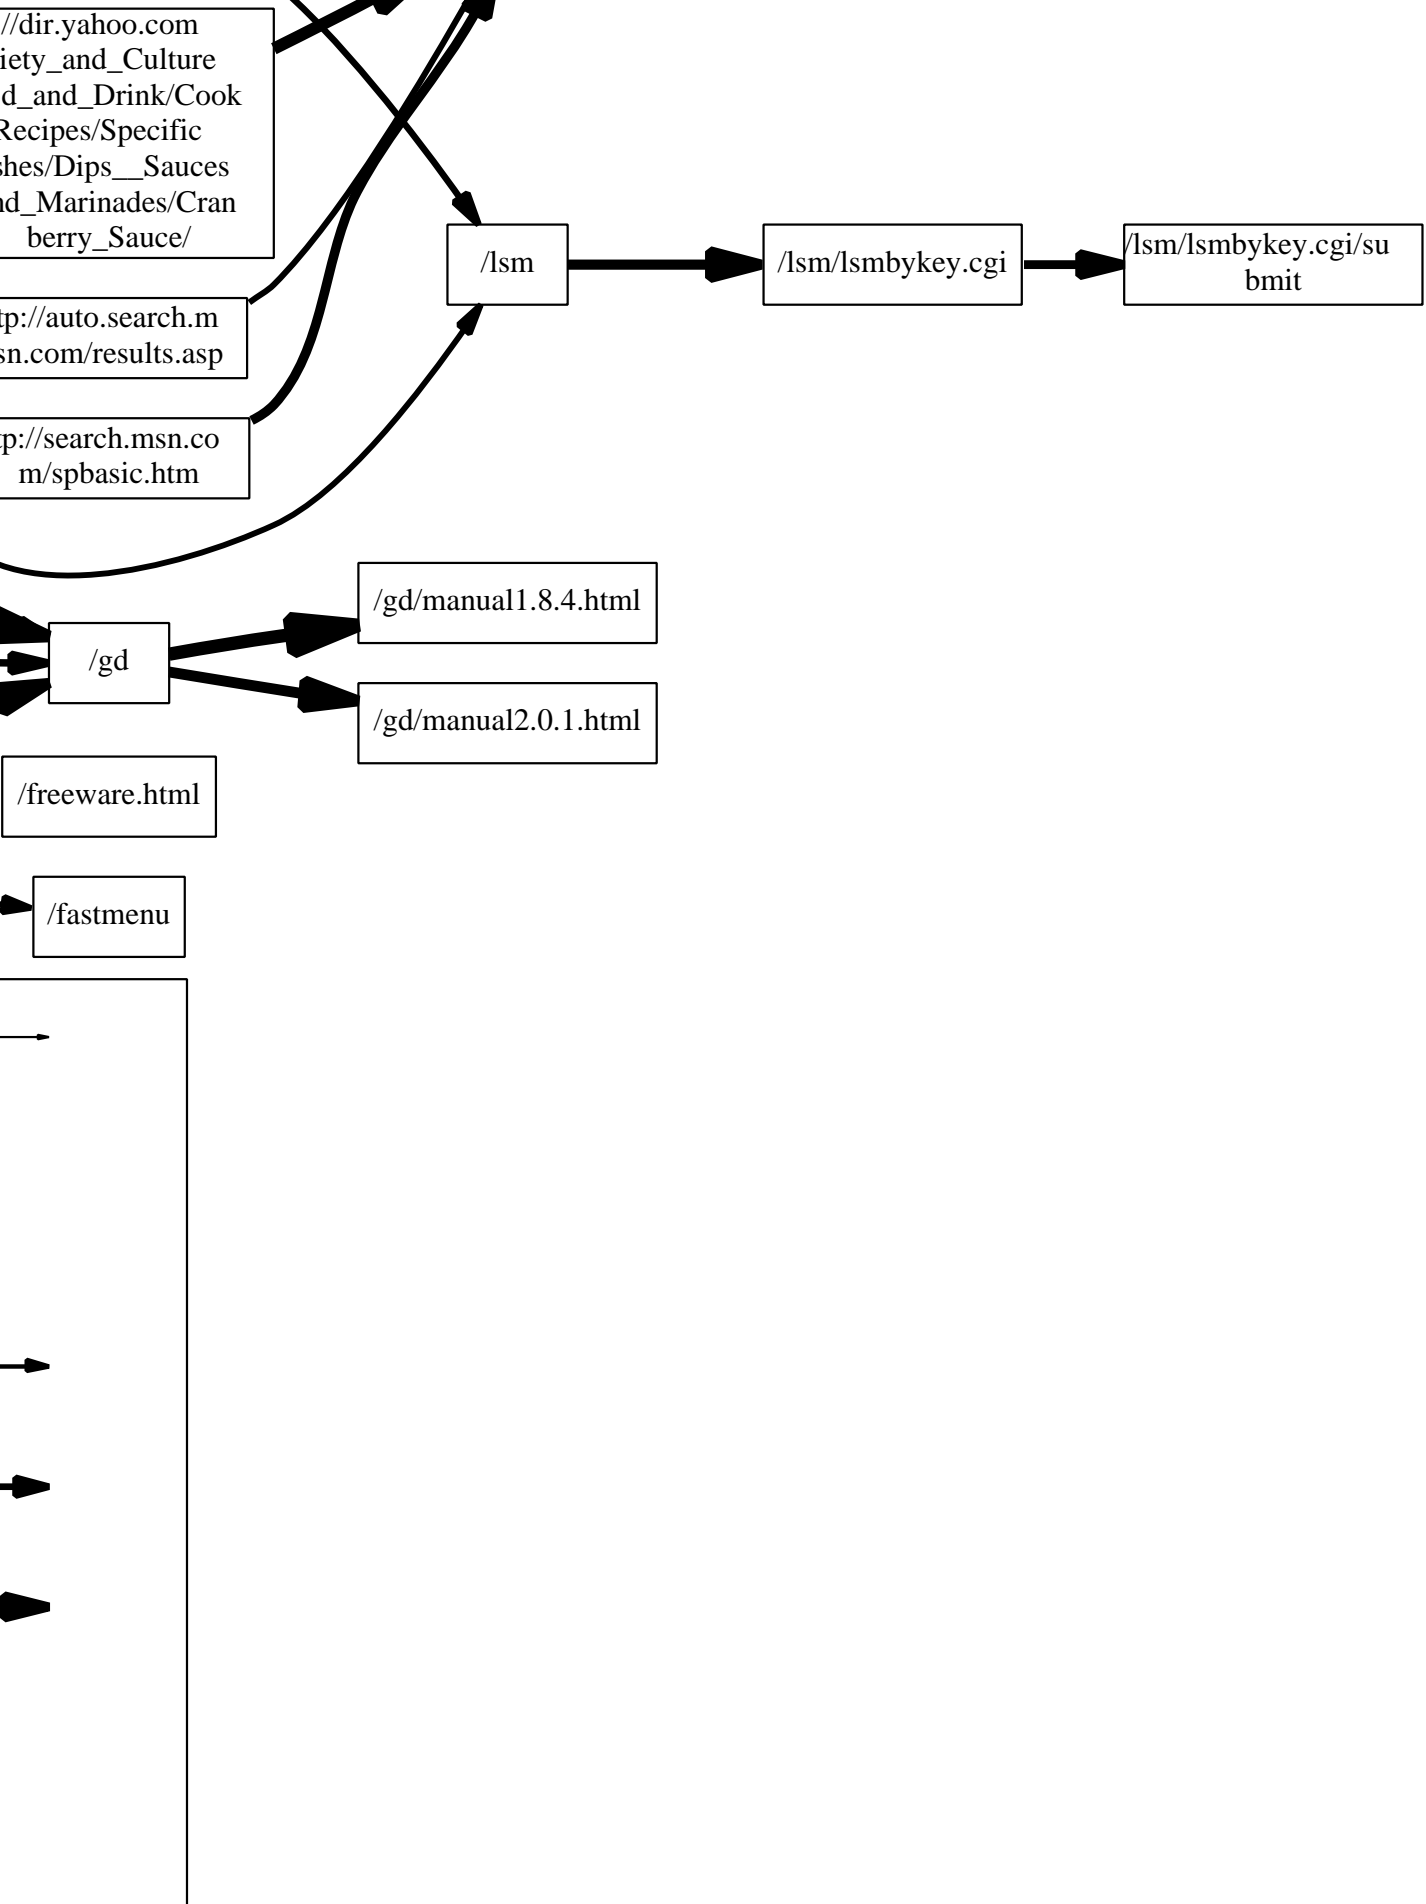 //dir.yahoo.com
iety_and_Culture
d_and_Drink/Cook
Recipes/Specific
shes/Dips__Sauces
nd_Marinades/Cran
berry_Sauce/
tp://auto.search.m
sn.com/results.asp
tp://search.msn.co
m/spbasic.htm
/lsm
/lsm/lsmbykey.cgi
/lsm/lsmbykey.cgi/su
bmit
/gd
/gd/manual1.8.4.html
/gd/manual2.0.1.html
/freeware.html
/fastmenu